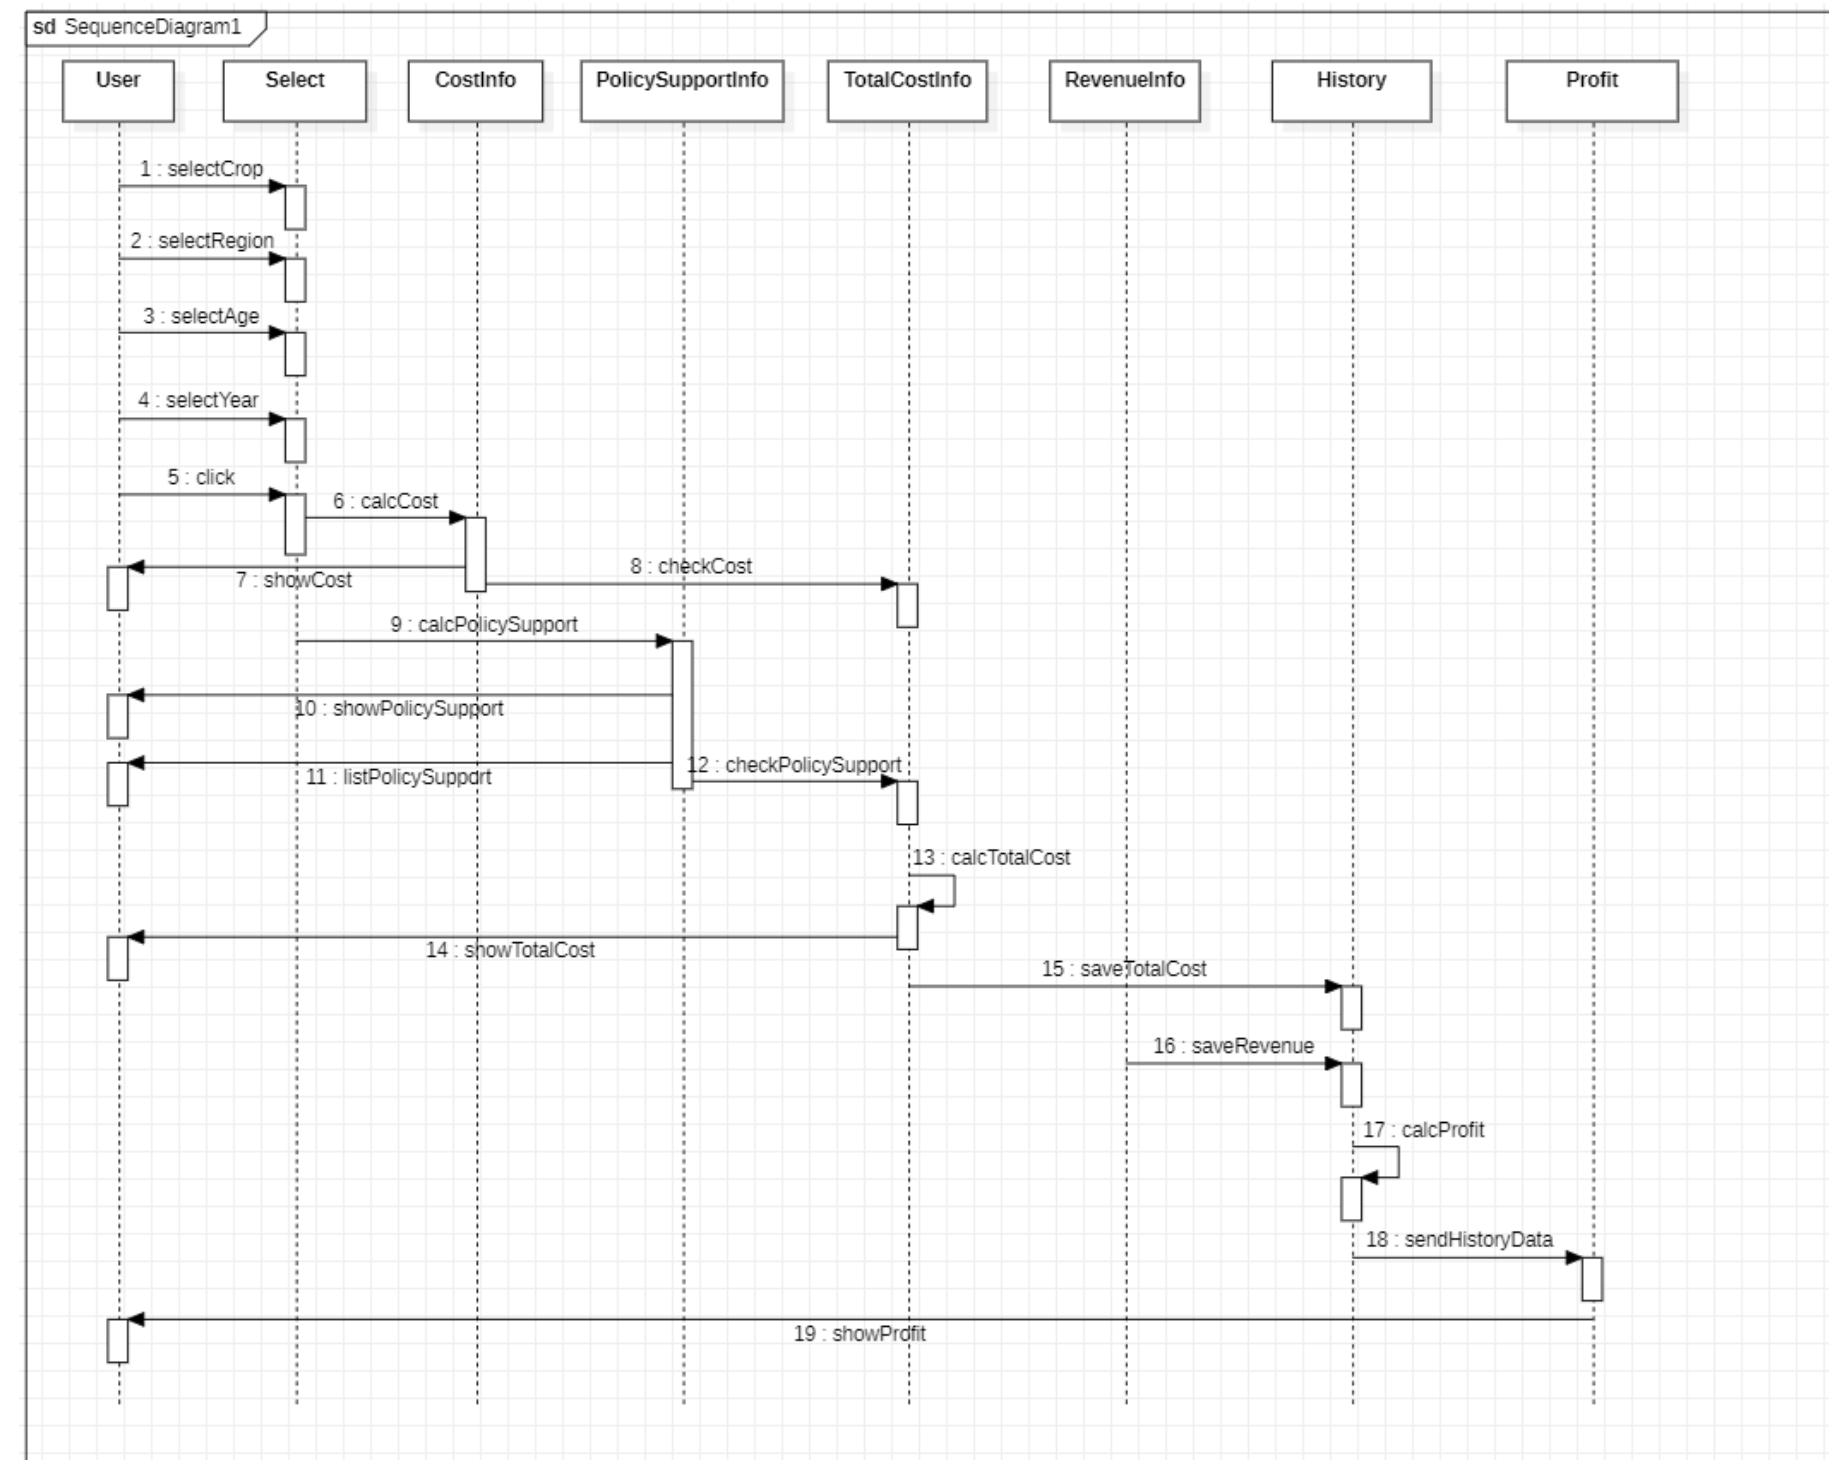 sd SequenceDiagram1
User
Select
CostInfo
PolicySupportInfo
TotalCostInfo
RevenueInfo
History
Profit
1 : selectCrop
2 : selectRegion
3 : selectAge
4 : selectYear
5 : click
6 : calcCost
7 : showCost
8 : checkCost
9 : calcPolicySupport
10 : showPolicySupport
11 : listPolicySupport
12 : checkPolicySupport
13 : calcTotalCost
14 : showTotalCost
15 : saveTotalCost
16 : saveRevenue
17 : calcProfit
18 : sendHistoryData
19 : showProfit